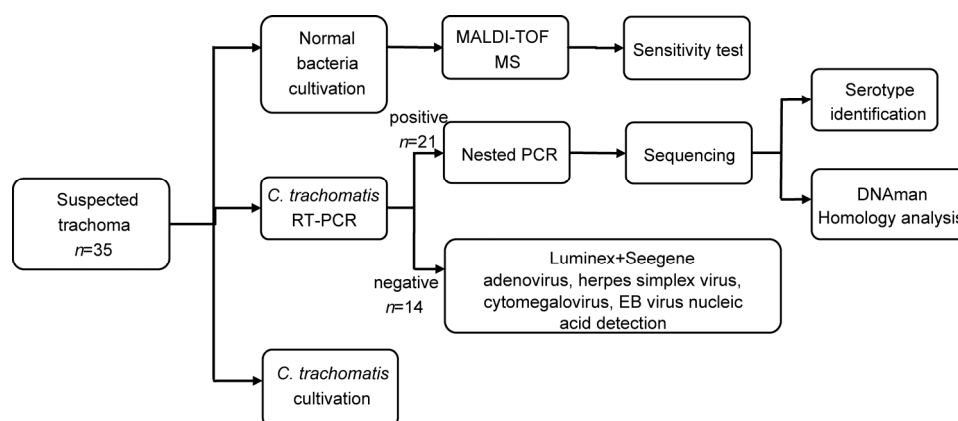 Suspected
trachoma
n=35
Normal
bacteria
cultivation
MALDI-TOF
MS
Sensitivity test
C. trachomatis
RT-PCR
positive
n=21
Nested PCR
Sequencing
Serotype
identification
DNAman
Homology analysis
negative
n=14
Luminex+Seegene
adenovirus, herpes simplex virus,
cytomegalovirus, EB virus nucleic
acid detection
C. trachomatis
cultivation